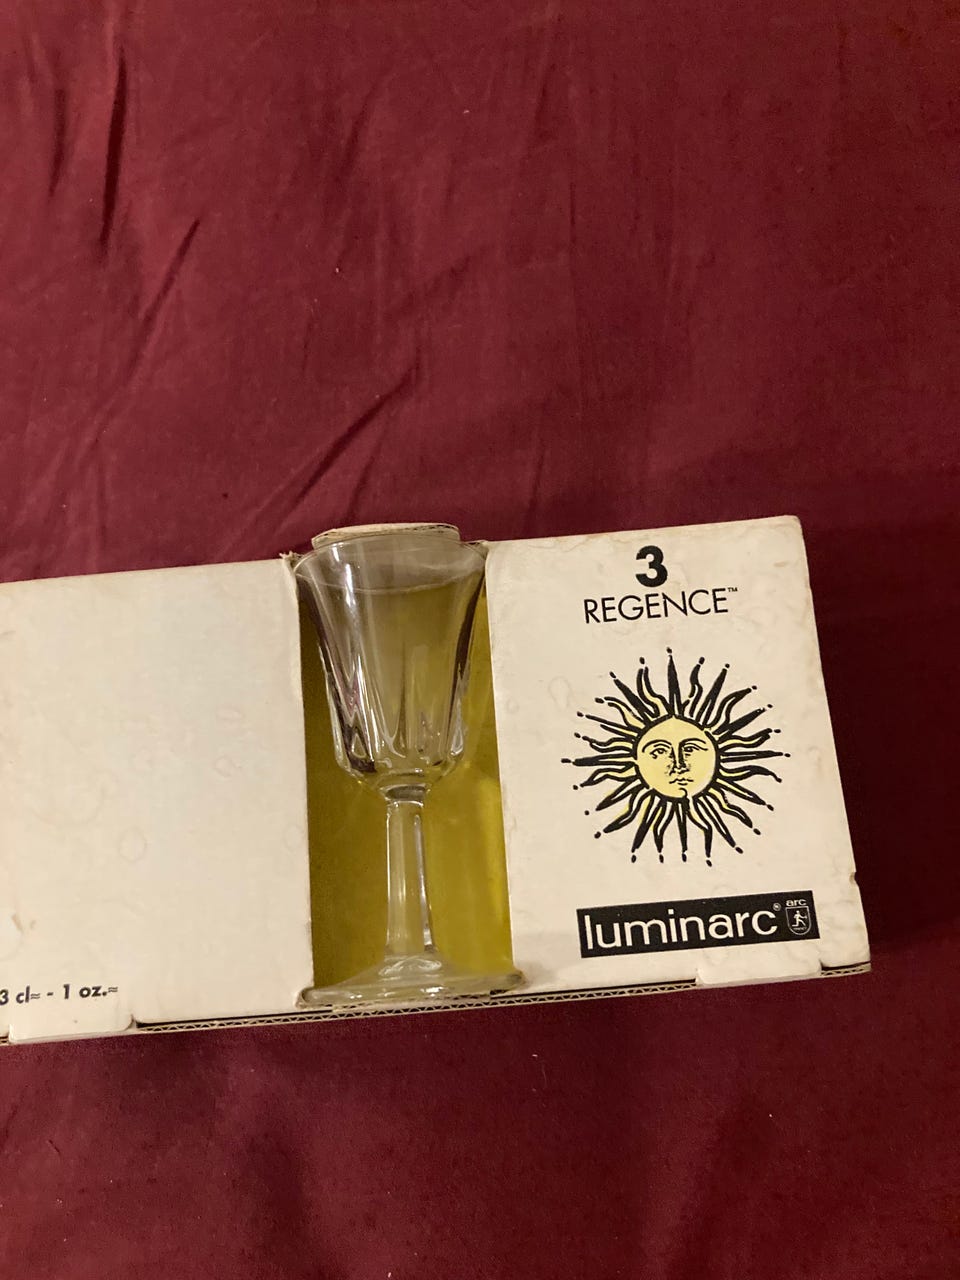 3
REGENCE™
luminarc®
arc
3 cl≈ - 1 oz.≈